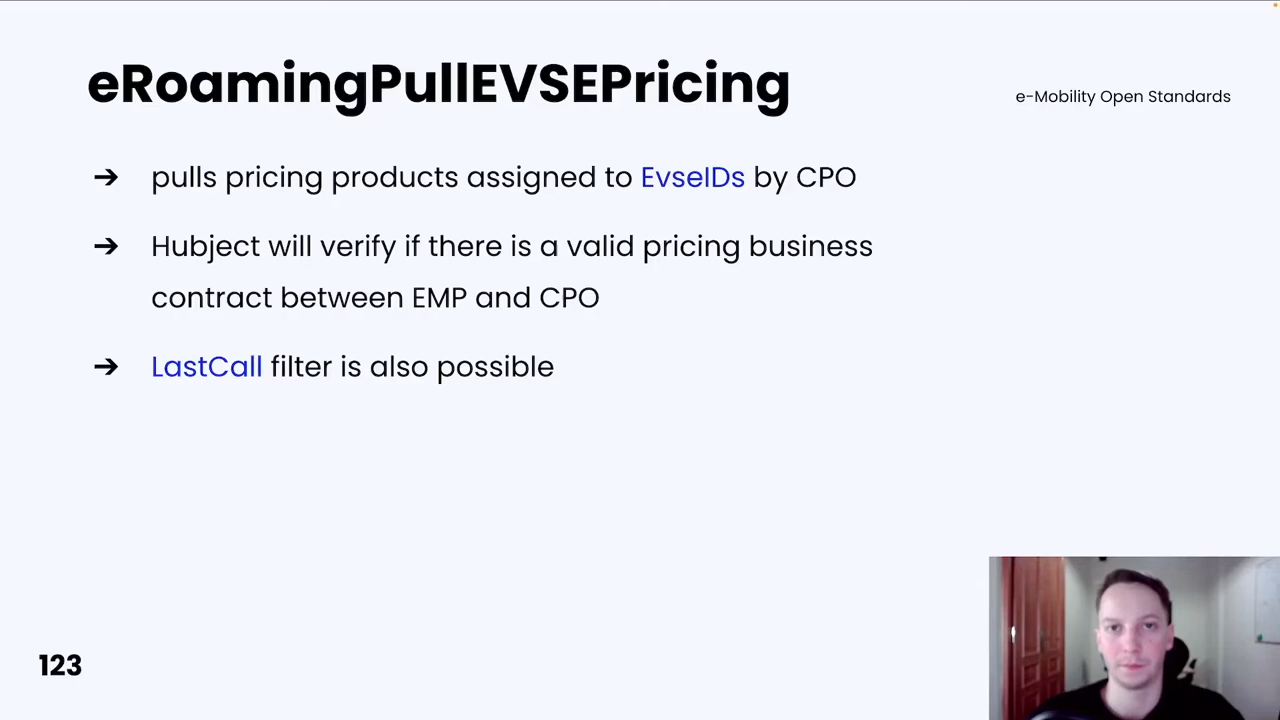 eRoamingPullEVSEPricing
e-Mobility Open Standards
➔ pulls pricing products assigned to EvseIDs by CPO
➔ Hubject will verify if there is a valid pricing business
contract between EMP and CPO
➔ LastCall filter is also possible
123